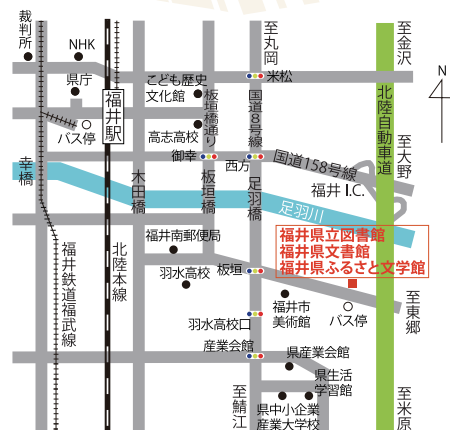 裁判所
NHK
県庁
福井駅
バス停
こども歴史
文化館
高志高校
御幸
板垣橋通り
至丸岡
米松
国道8号線
西方
国道158号線
福井 I.C.
北陸自動車道
至金沢
至大野
N
幸橋
木田橋
板垣橋
足羽橋
足羽川
福井県立図書館
福井県文書館
福井県ふるさと文学館
福井鉄道福武線
北陸本線
福井南郵便局
羽水高校
板垣
福井市
美術館
バス停
至東郷
羽水高校口
産業会館
県産業会館
県生活
学習館
至鯖江
県中小企業
産業大学校
至米原